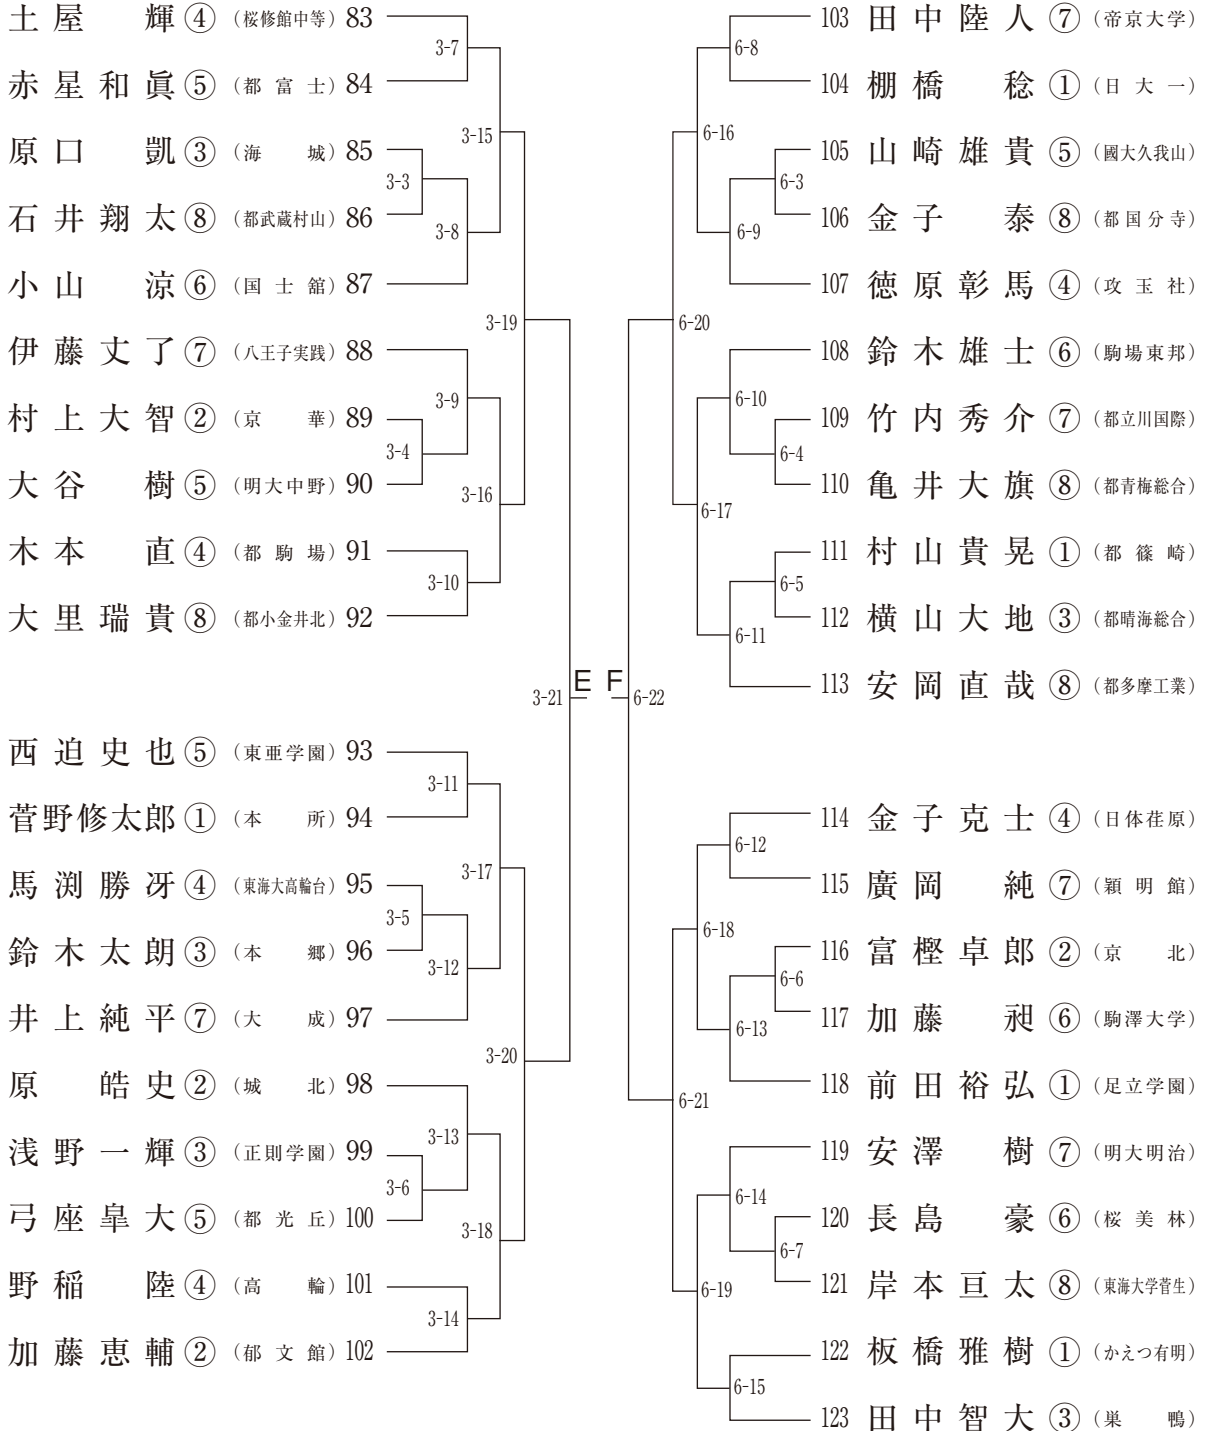 土屋 輝 ④ (桜修館中等) 83
3-7
赤星和眞 ⑤ (都富士) 84
3-15
原口 凱 ③ (海城) 85
3-3
石井翔太 ⑧ (都武蔵村山) 86
3-8
小山 涼 ⑥ (国士舘) 87
3-19
伊藤丈了 ⑦ (八王子実践) 88
3-9
村上大智 ② (京華) 89
3-4
大谷 樹 ⑤ (明大中野) 90
3-16
木本 直 ④ (都駒場) 91
3-10
大里瑞貴 ⑧ (都小金井北) 92
3-21
E
西迫史也 ⑤ (東亜学園) 93
3-11
菅野修太郎 ① (本所) 94
3-17
馬渕勝冴 ④ (東海大高輪台) 95
3-5
鈴木太朗 ③ (本郷) 96
3-12
井上純平 ⑦ (大成) 97
3-20
原 皓史 ② (城北) 98
3-13
浅野一輝 ③ (正則学園) 99
3-6
弓座皐大 ⑤ (都光丘) 100
3-18
野稲 陸 ④ (高輪) 101
3-14
加藤恵輔 ② (郁文館) 102
103 田中陸人 ⑦ (帝京大学)
6-8
104 棚橋 稔 ① (日大一)
6-16
105 山崎雄貴 ⑤ (國大久我山)
6-3
106 金子 泰 ⑧ (都国分寺)
6-9
107 徳原彰馬 ④ (攻玉社)
6-20
108 鈴木雄士 ⑥ (駒場東邦)
6-10
109 竹内秀介 ⑦ (都立川国際)
6-4
110 亀井大旗 ⑧ (都青梅総合)
6-17
111 村山貴晃 ① (都篠崎)
6-5
112 横山大地 ③ (都晴海総合)
6-11
113 安岡直哉 ⑧ (都多摩工業)
F
6-22
114 金子克士 ④ (日体荏原)
6-12
115 廣岡 純 ⑦ (穎明館)
6-18
116 富樫卓郎 ② (京北)
6-6
117 加藤 昶 ⑥ (駒澤大学)
6-13
118 前田裕弘 ① (足立学園)
6-21
119 安澤 樹 ⑦ (明大明治)
6-14
120 長島 豪 ⑥ (桜美林)
6-7
121 岸本亘太 ⑧ (東海大学菅生)
6-19
122 板橋雅樹 ① (かえつ有明)
6-15
123 田中智大 ③ (巣鴨)